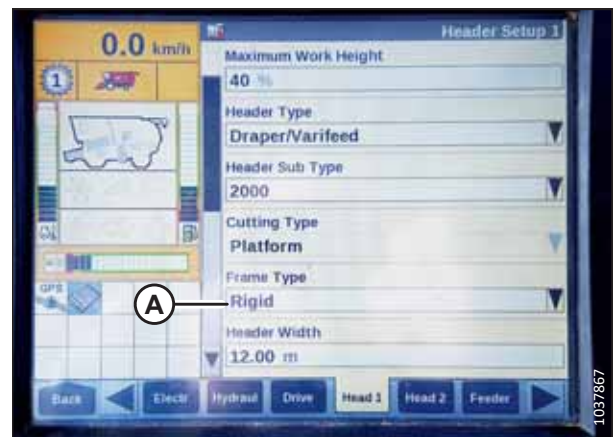 0.0 km/h
Header Setup 1
1
Maximum Work Height
40 %
Header Type
Draper/Varifeed
Header Sub Type
2000
Cutting Type
Platform
Frame Type
GPS
A
Rigid
Header Width
12.00 m
Back
Electr
Hydraul
Drive
Head 1
Head 2
Feeder
1037867